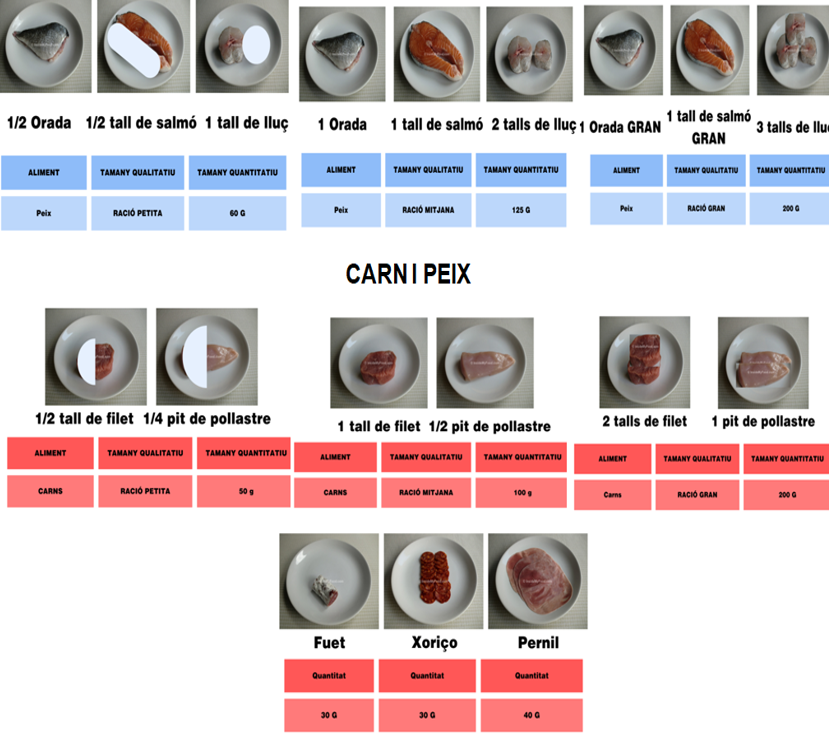 1/2 Orada 1/2 tall de salmó 1 tall de lluç
1 Orada 1 tall de salmó 2 talls de lluç
1 Orada GRAN 1 tall de salmó GRAN 3 talls de lluç
ALIMENT TAMANY QUALITATIU TAMANY QUANTITATIU
Peix RACIÓ PETITA 60 G
ALIMENT TAMANY QUALITATIU TAMANY QUANTITATIU
Peix RACIÓ MITJANA 125 G
ALIMENT TAMANY QUALITATIU TAMANY QUANTITATIU
Peix RACIÓ GRAN 200 G
CARN I PEIX
1/2 tall de filet 1/4 pit de pollastre
1 tall de filet 1/2 pit de pollastre
2 talls de filet 1 pit de pollastre
ALIMENT TAMANY QUALITATIU TAMANY QUANTITATIU
CARNS RACIÓ PETITA 50 g
ALIMENT TAMANY QUALITATIU TAMANY QUANTITATIU
CARNS RACIÓ MITJANA 100 g
ALIMENT TAMANY QUALITATIU TAMANY QUANTITATIU
Carns RACIÓ GRAN 200 G
Fuet Xoriço Pernil
Quantitat Quantitat Quantitat
30 G 30 G 40 G